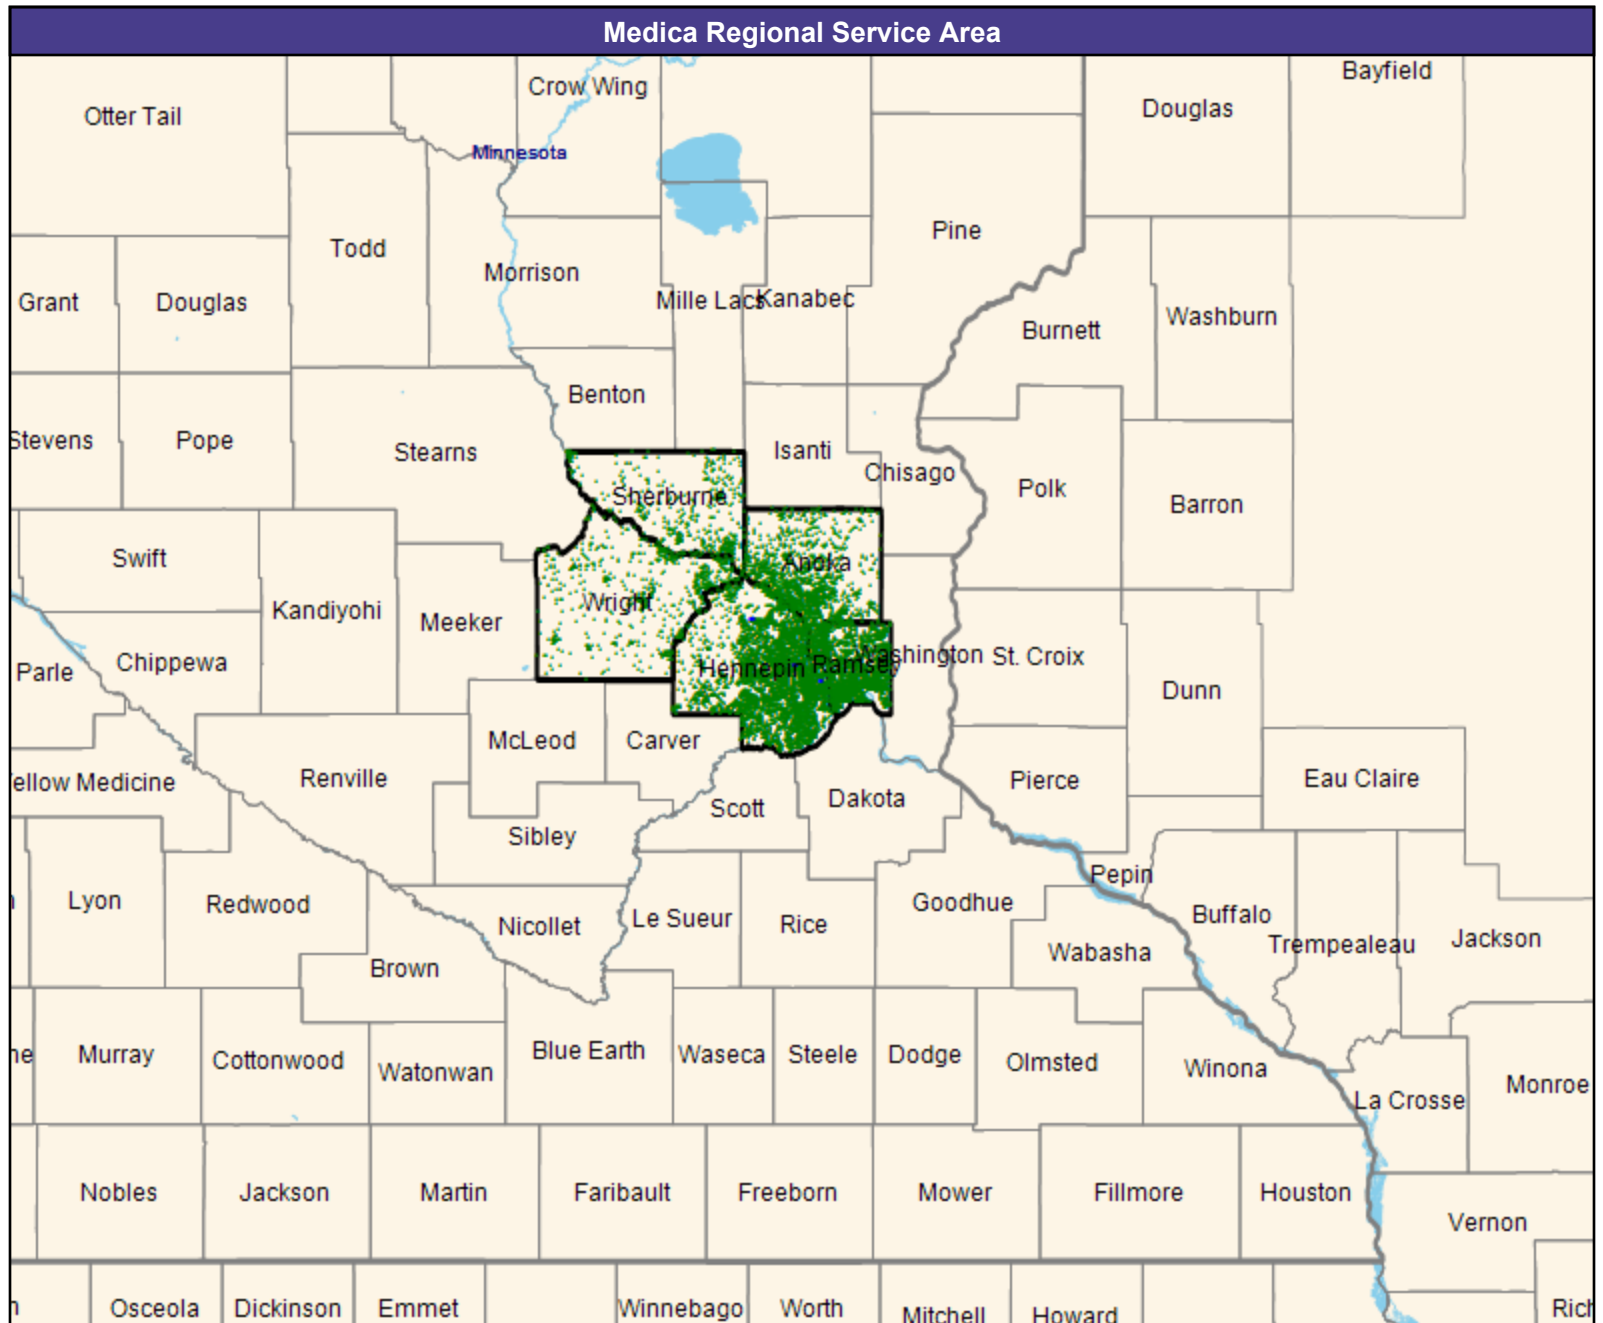 Medica Regional Service Area
Bayfield
Crow Wing
Douglas
Otter Tail
Minnesota
Pine
Todd
Morrison
Grant
Douglas
Mille Lacs
Kanabec
Washburn
Burnett
Benton
Stevens
Pope
Stearns
Isanti
Chisago
Polk
Sherburne
Barron
Swift
Anoka
Kandiyohi
Wright
Meeker
Parle
Chippewa
Hennepin
Ramsey
Washington
St. Croix
Dunn
McLeod
Carver
Renville
ellow Medicine
Pierce
Eau Claire
Scott
Dakota
Sibley
Pepin
Lyon
Redwood
Goodhue
Nicollet
Le Sueur
Rice
Buffalo
Trempealeau
Jackson
Wabasha
Brown
ne
Murray
Cottonwood
Watonwan
Blue Earth
Waseca
Steele
Dodge
Olmsted
Winona
Monroe
La Crosse
Nobles
Jackson
Martin
Faribault
Freeborn
Mower
Fillmore
Houston
Vernon
n
Osceola
Dickinson
Emmet
Winnebago
Worth
Mitchell
Howard
Rich